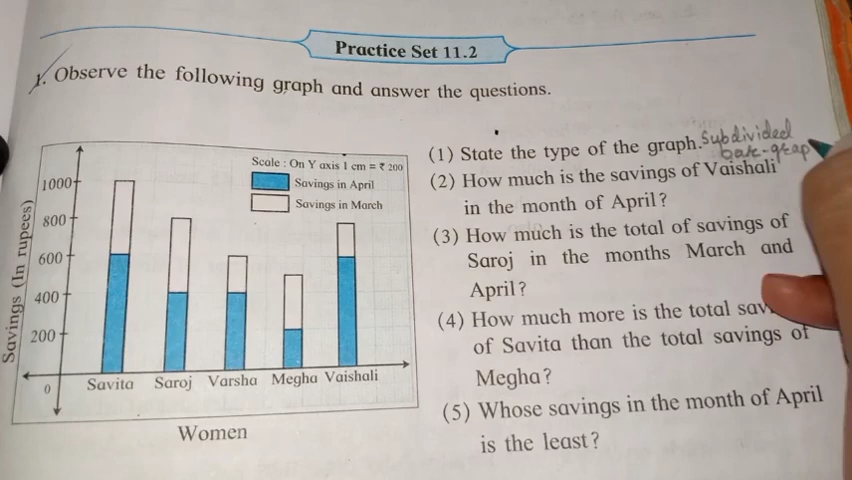 Practice Set 11.2
1. Observe the following graph and answer the questions.
Scale : On Y axis 1 cm = ₹ 200
Savings in April
Savings in March
Savings (In rupees)
1000
800
600
400
200
0
Savita Saroj Varsha Megha Vaishali
Women
(1) State the type of the graph. Subdivided
bar-grap
(2) How much is the savings of Vaishali
in the month of April?
(3) How much is the total of savings of
Saroj in the months March and
April?
(4) How much more is the total sav
of Savita than the total savings of
Megha?
(5) Whose savings in the month of April
is the least?